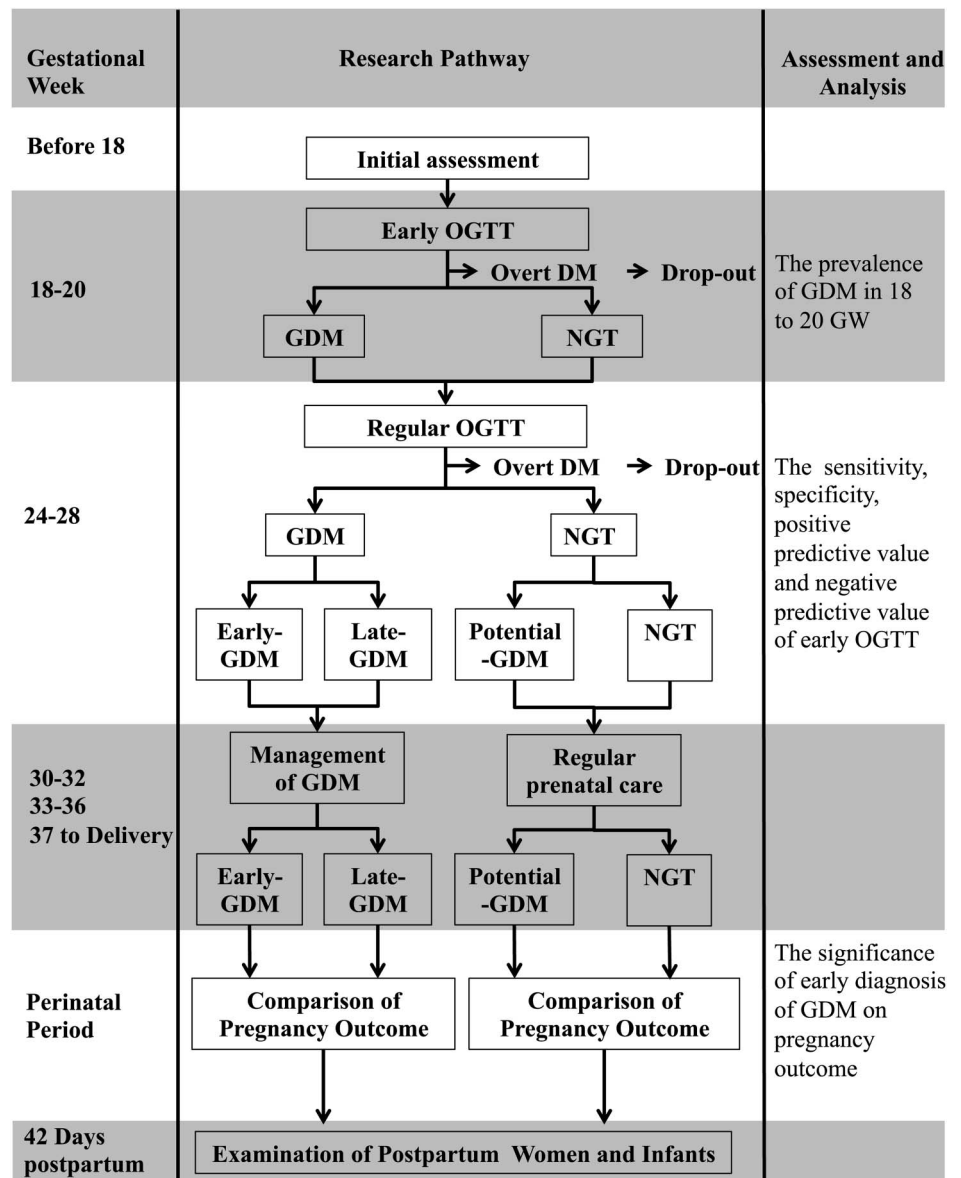 Gestational
Week
Research Pathway
Assessment and
Analysis
Before 18
Initial assessment
18-20
Early OGTT
Overt DM
Drop-out
GDM
NGT
The prevalence
of GDM in 18
to 20 GW
24-28
Regular OGTT
Overt DM
Drop-out
GDM
NGT
Early-
GDM
Late-
GDM
Potential
-GDM
NGT
The sensitivity,
specificity,
positive
predictive value
and negative
predictive value
of early OGTT
30-32
33-36
37 to Delivery
Management
of GDM
Regular
prenatal care
Early-
GDM
Late-
GDM
Potential
-GDM
NGT
Perinatal
Period
Comparison of
Pregnancy Outcome
Comparison of
Pregnancy Outcome
The significance
of early diagnosis
of GDM on
pregnancy
outcome
42 Days
postpartum
Examination of Postpartum Women and Infants